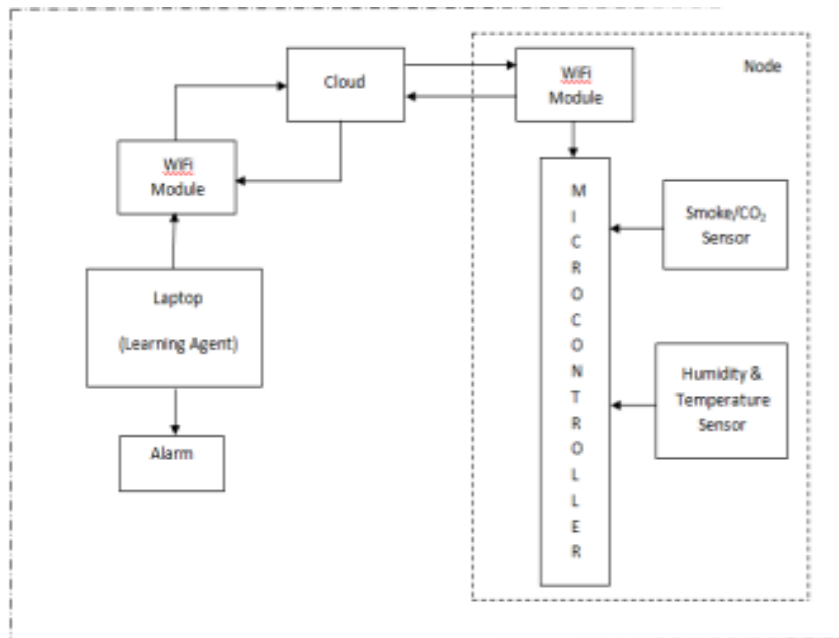 Cloud
WiFi
Module
Node
WiFi
Module
Laptop
(Learning Agent)
Alarm
M
I
C
R
O
C
O
N
T
R
O
L
L
E
R
Smoke/CO₂
Sensor
Humidity &
Temperature
Sensor